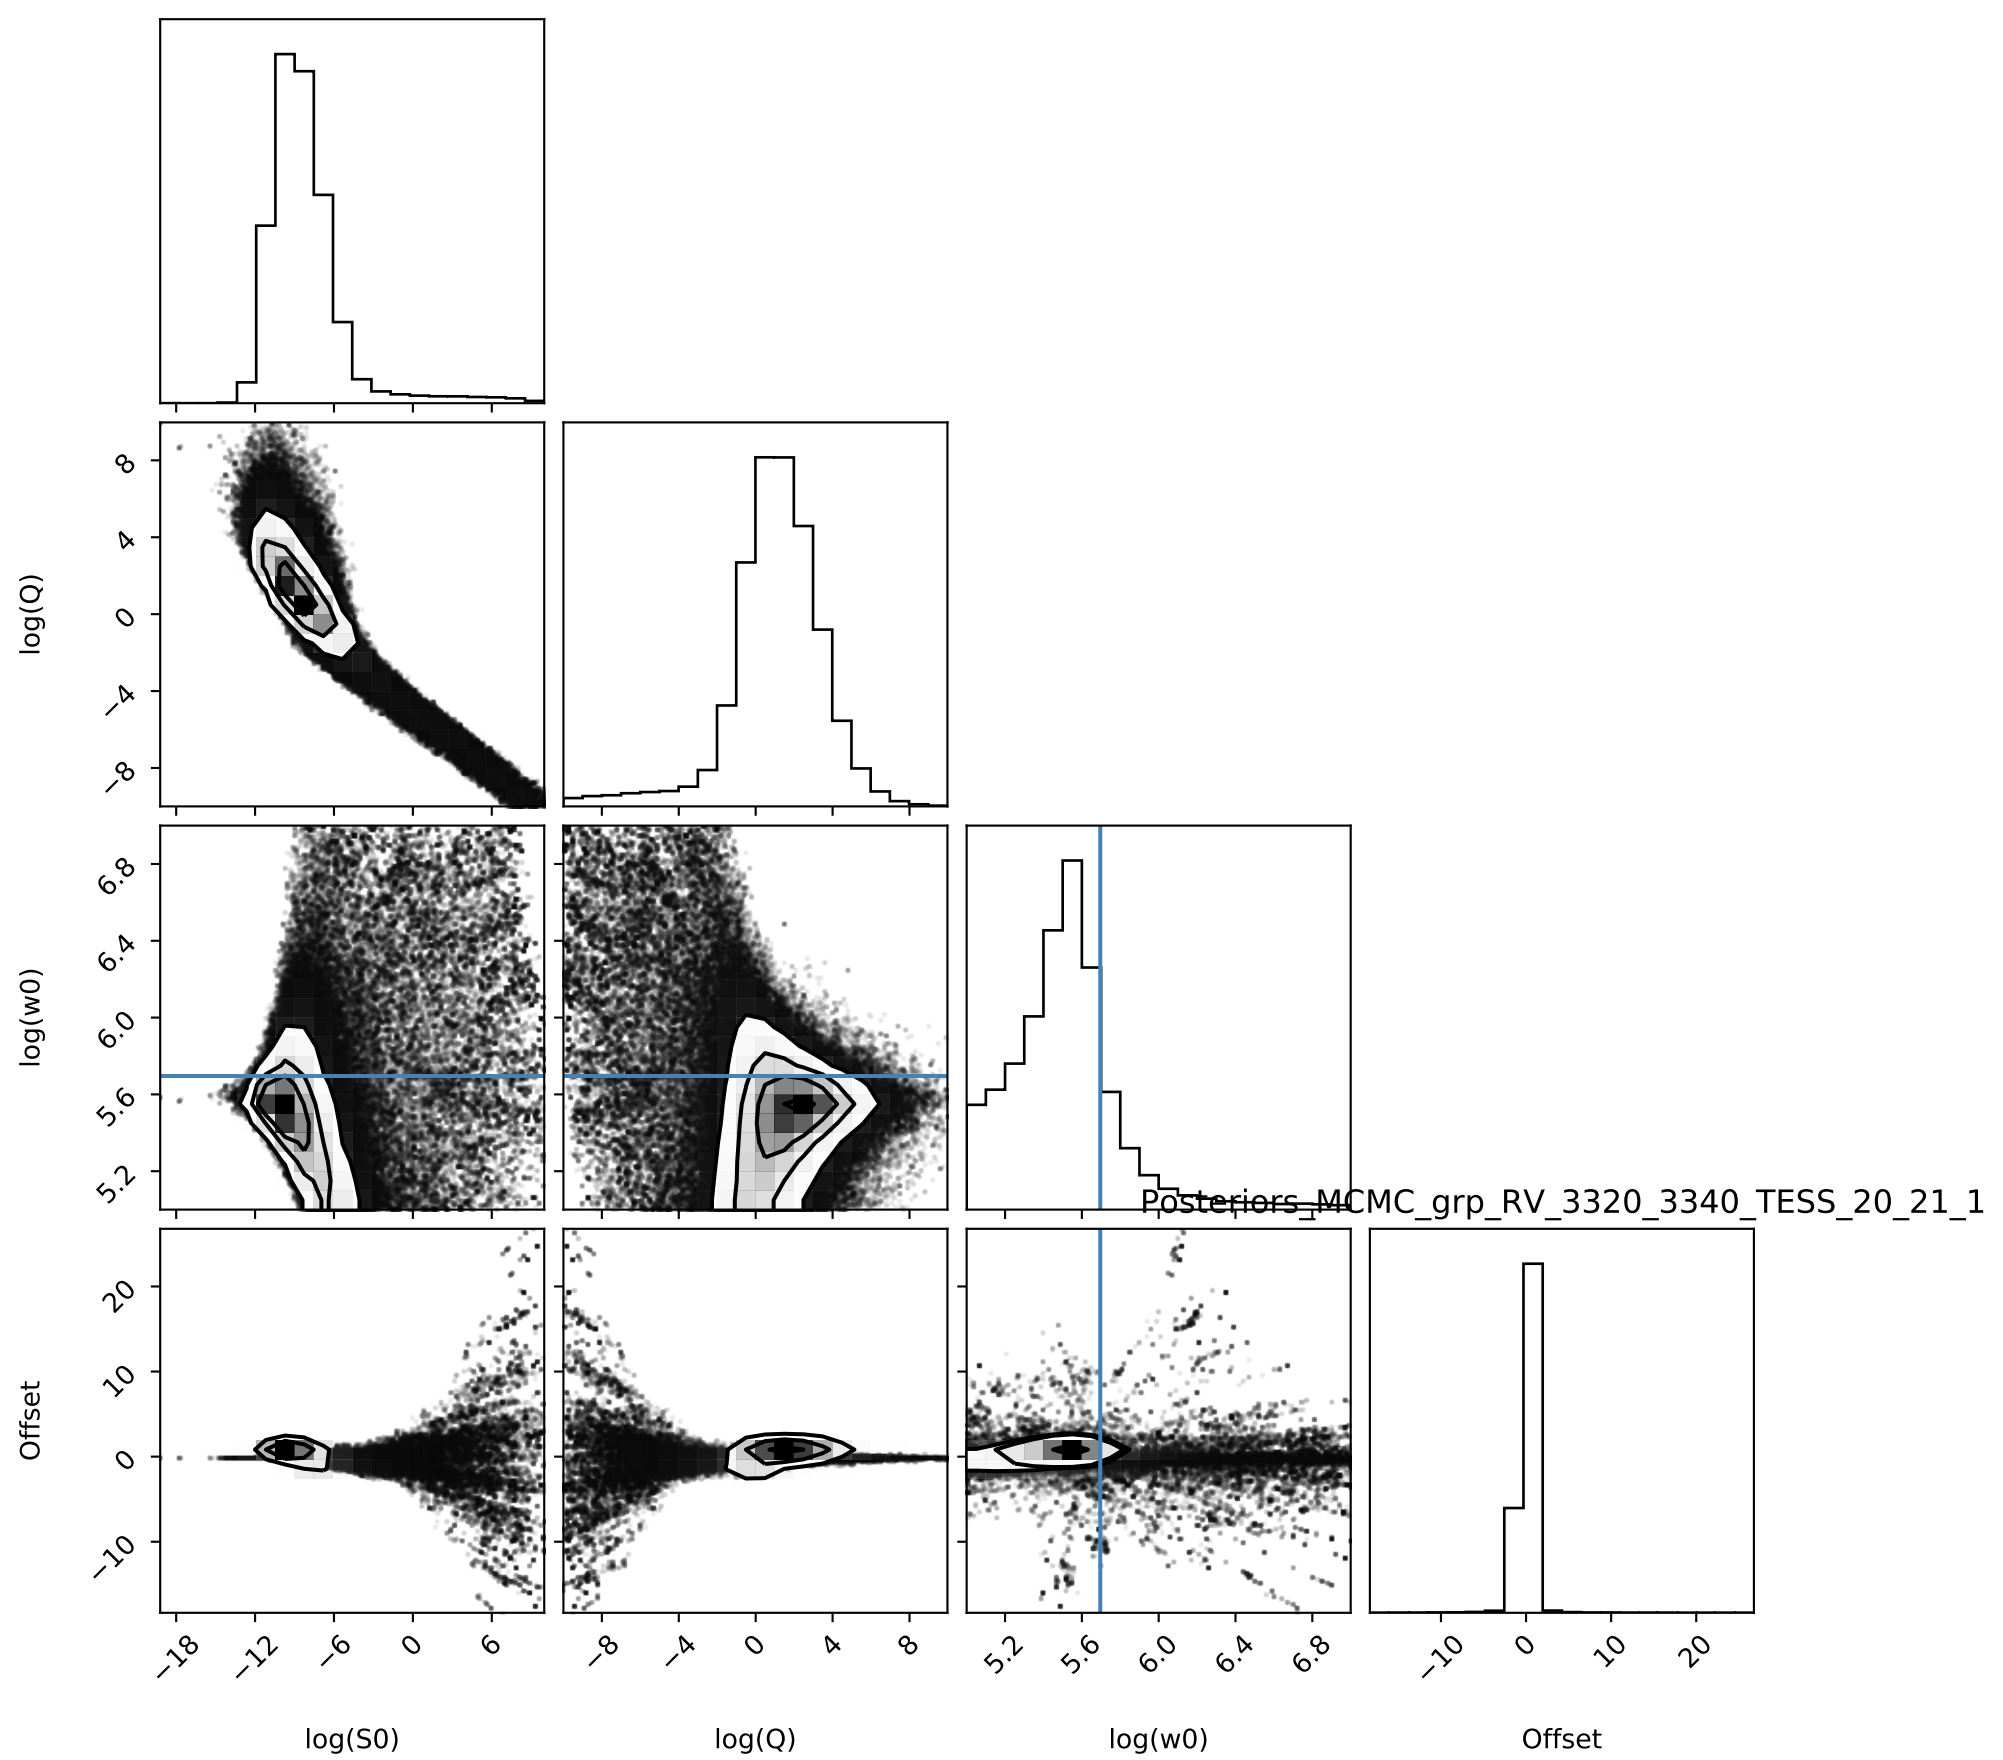 log(Q)
8
4
0
−4
−8
log(w0)
6.8
6.4
6.0
5.6
5.2
Posteriors_MCMC_grp_RV_3320_3340_TESS_20_21_1
Offset
20
10
0
−10
−18 −12 −6 0 6
−8 −4 0 4 8
5.2 5.6 6.0 6.4 6.8
−10 0 10 20
log(S0)
log(Q)
log(w0)
Offset